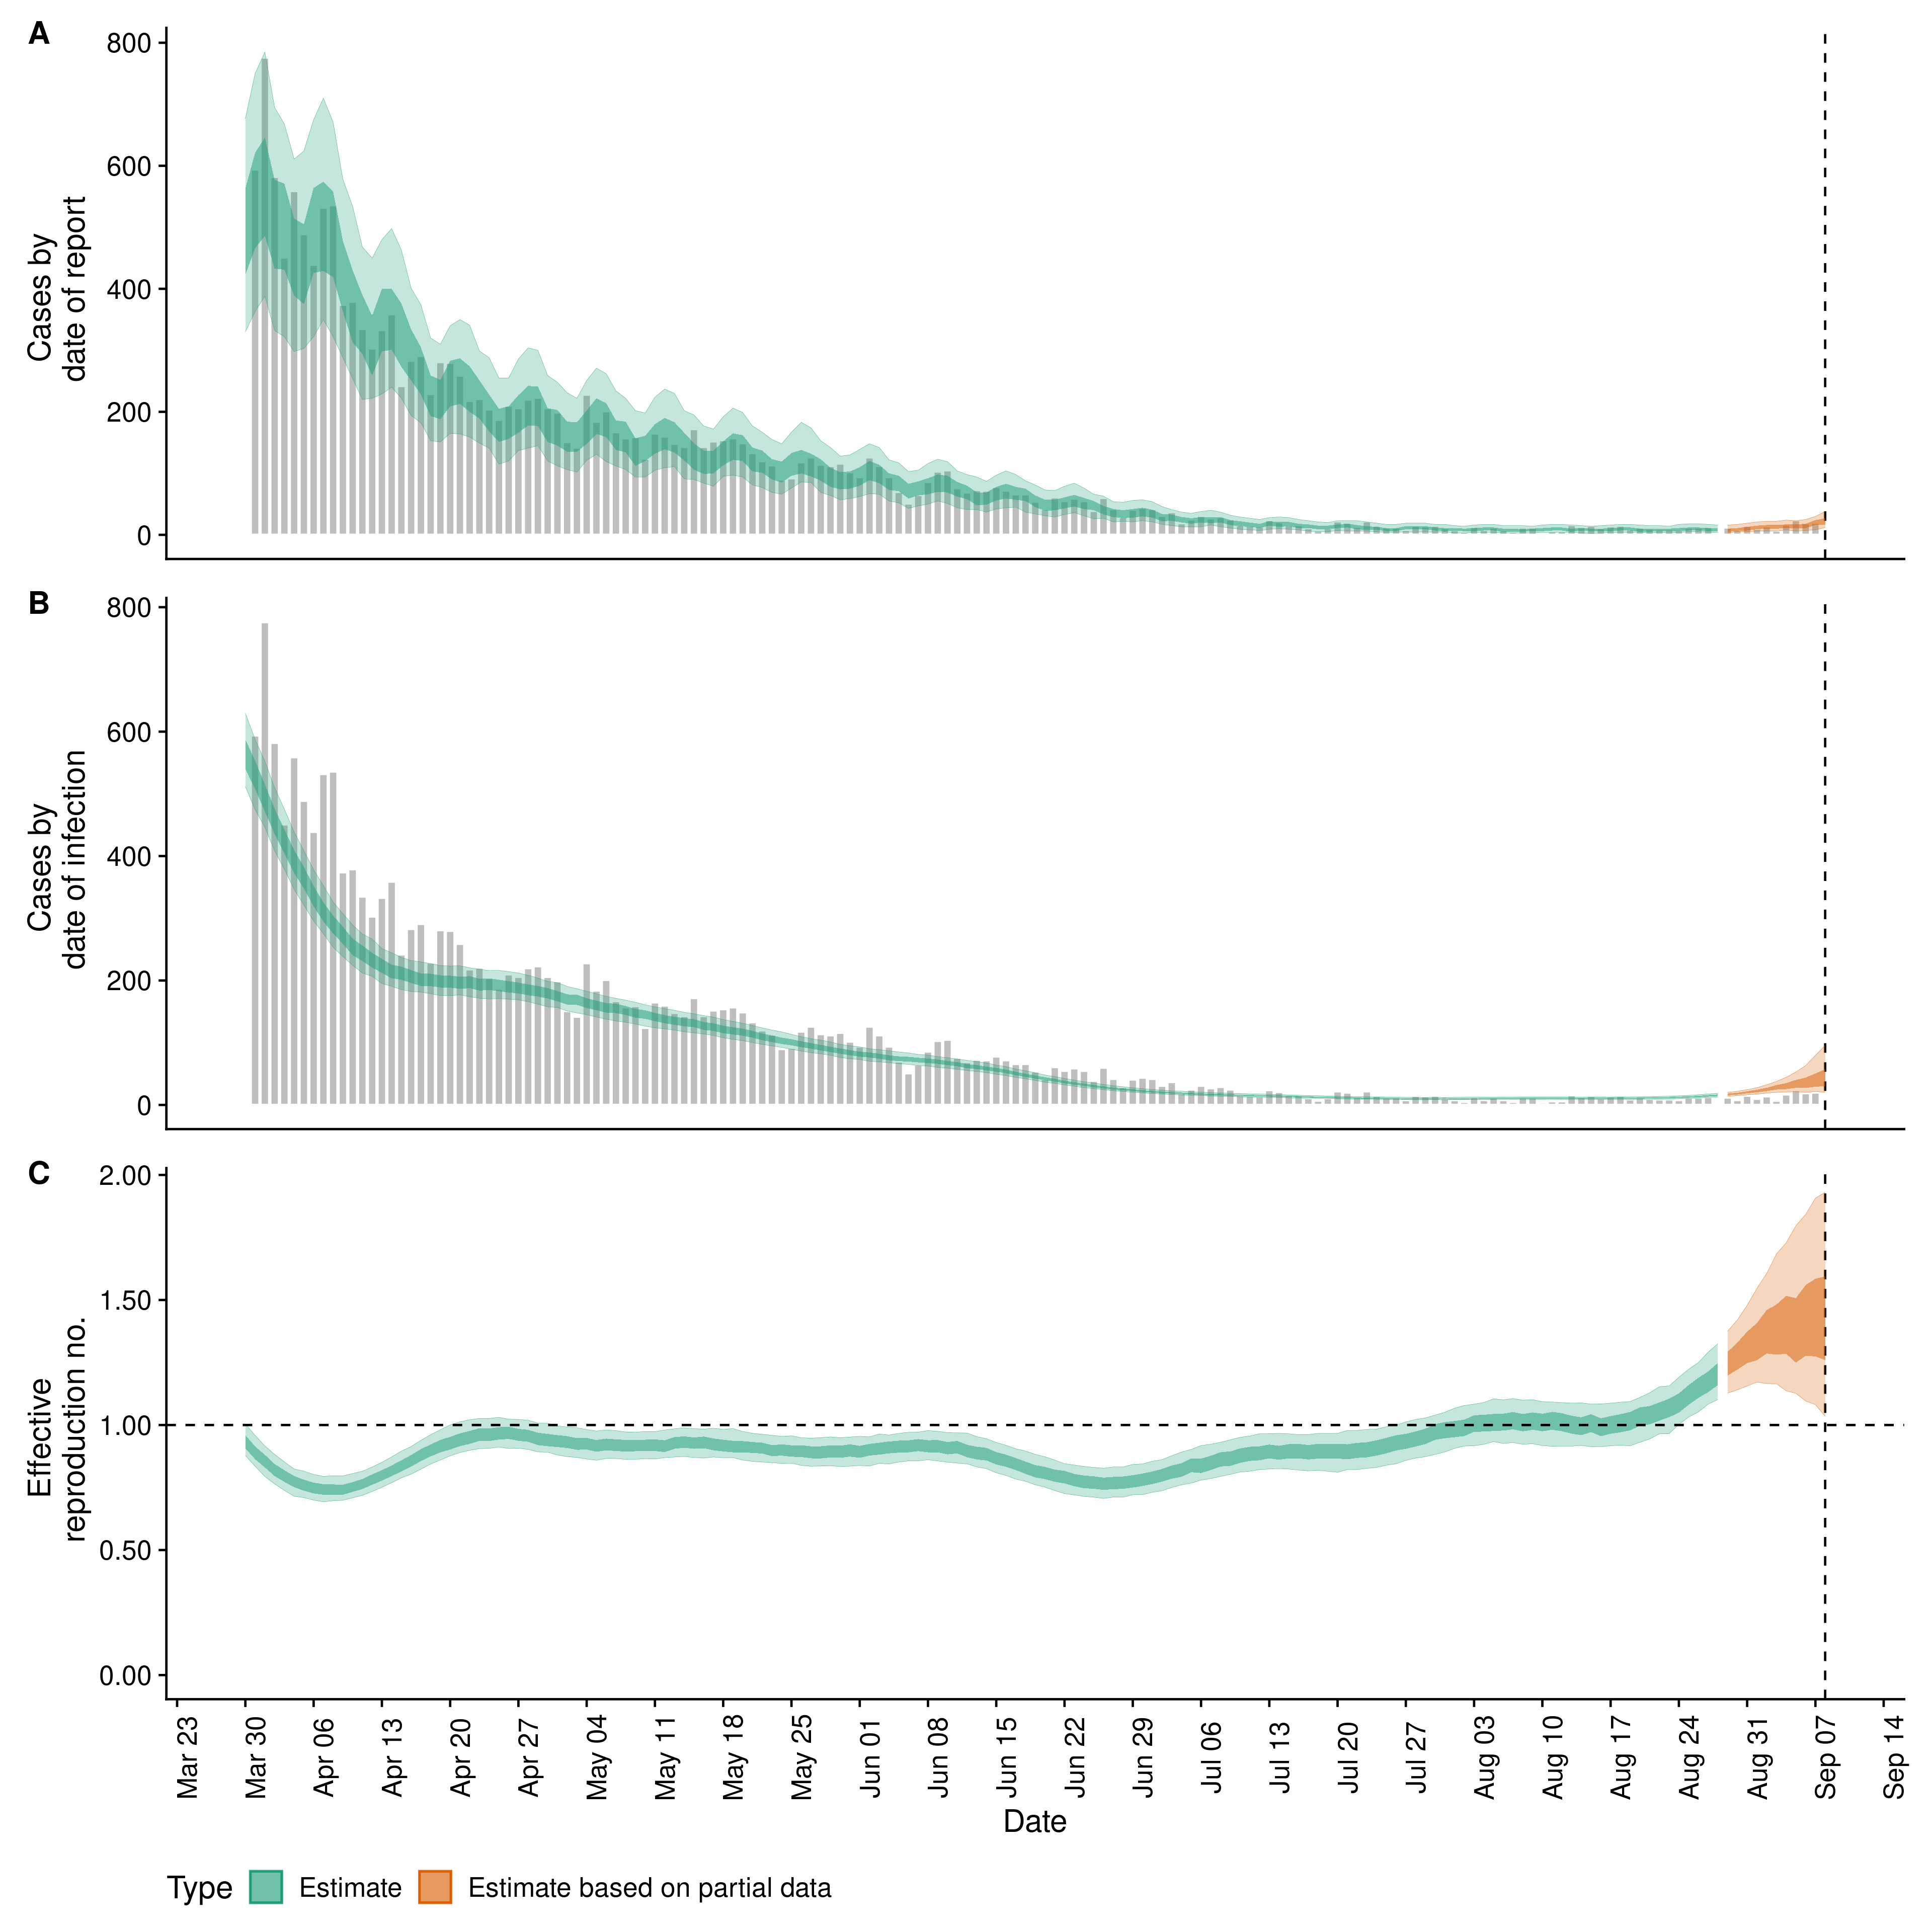 A
800
600
400
200
0
Cases by
date of report
B
800
600
400
200
0
Cases by
date of infection
C
2.00
1.50
1.00
0.50
0.00
Effective
reproduction no.
Mar 23
Mar 30
Apr 06
Apr 13
Apr 20
Apr 27
May 04
May 11
May 18
May 25
Jun 01
Jun 08
Jun 15
Jun 22
Jun 29
Jul 06
Jul 13
Jul 20
Jul 27
Aug 03
Aug 10
Aug 17
Aug 24
Aug 31
Sep 07
Sep 14
Date
Type Estimate Estimate based on partial data